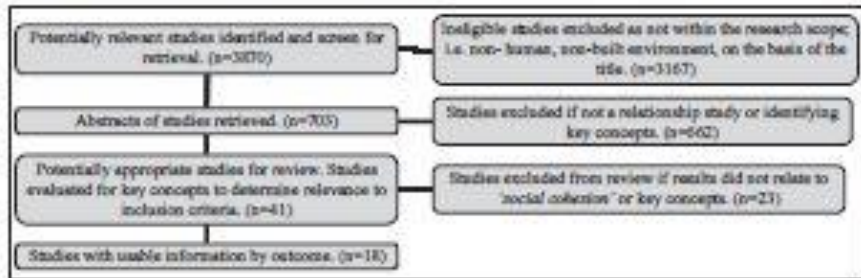 Potentially relevant studies identified and screen for
retrieval. (n=3870)
Ineligible studies excluded as not within the research scope;
i.e. non- human, non-built environment, on the basis of the
title. (n=3167)
Abstracts of studies retrieved. (n=703)
Studies excluded if not a relationship study or identifying
key concepts. (n=662)
Potentially appropriate studies for review. Studies
evaluated for key concepts to determine relevance to
inclusion criteria. (n=41)
Studies excluded from review if results did not relate to
'social cohesion' or key concepts. (n=23)
Studies with usable information by outcome. (n=18)